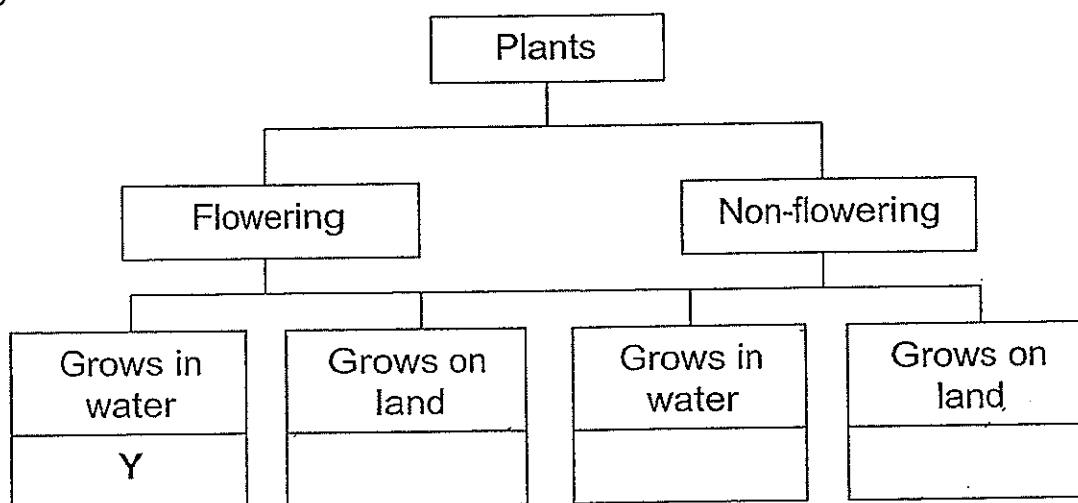 Plants
Flowering
Non-flowering
Grows in
water
Grows on
land
Grows in
water
Grows on
land
Y